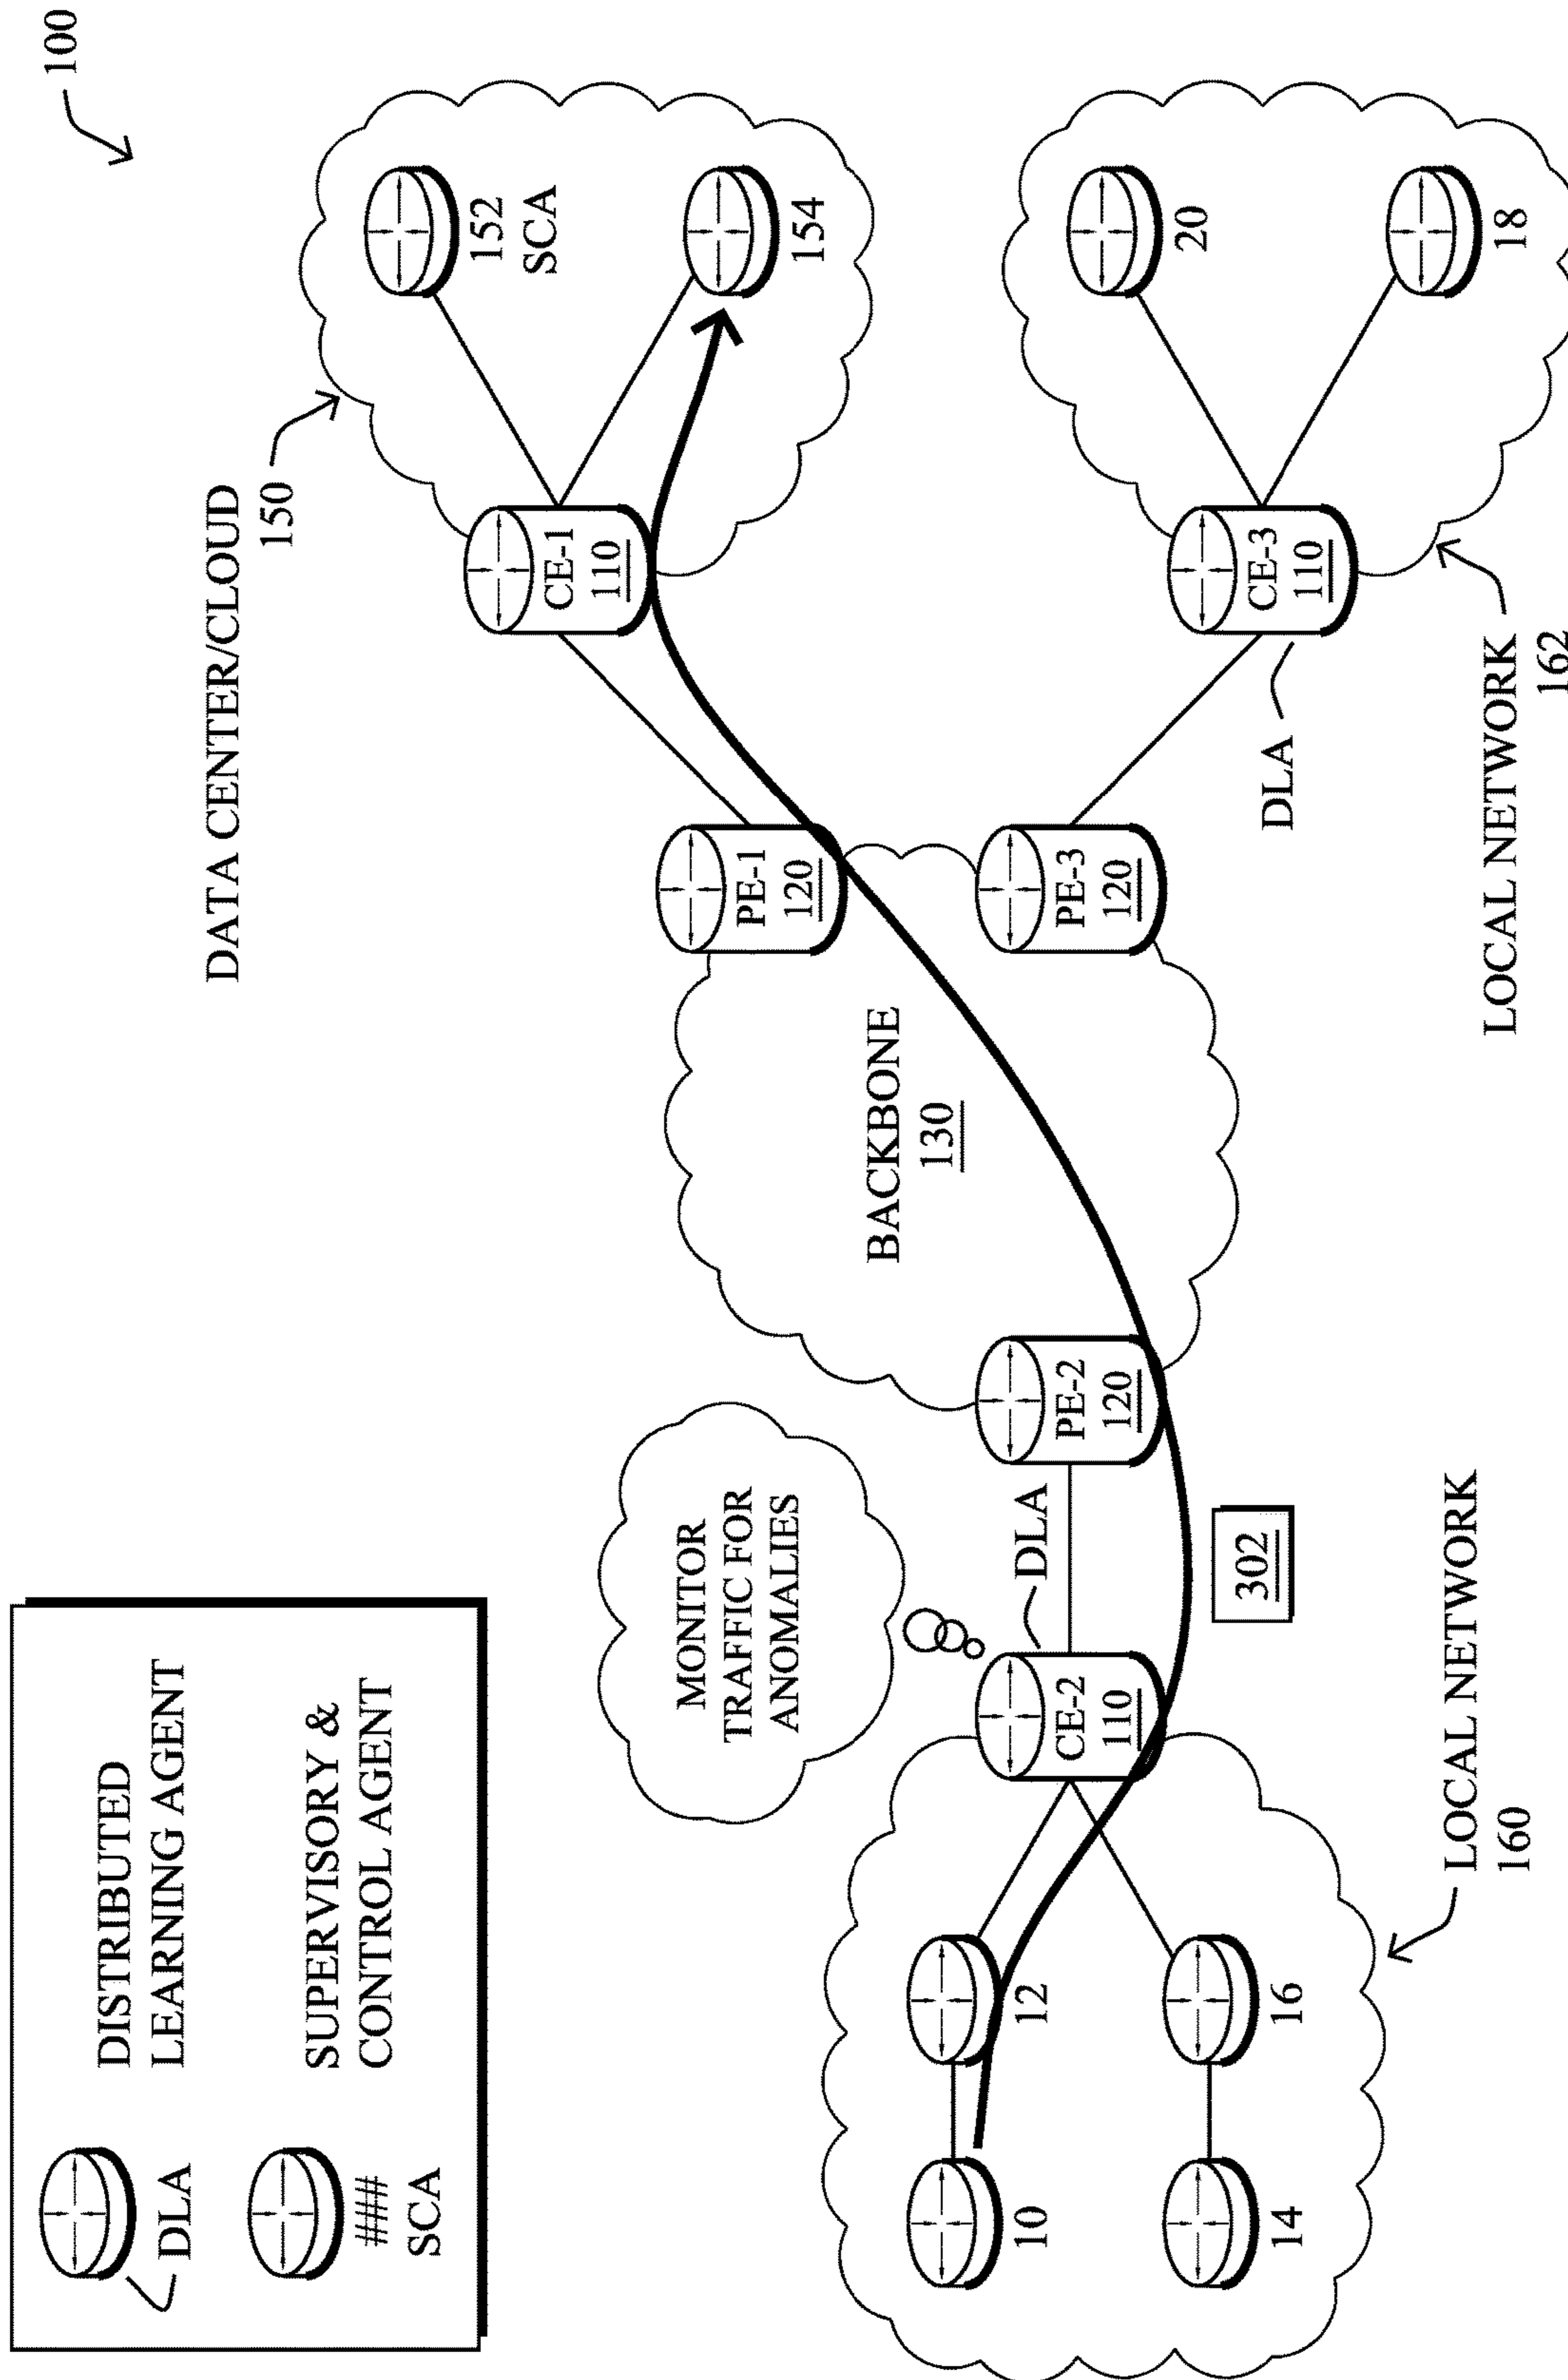 100
DISTRIBUTED
LEARNING AGENT
DLA
SUPERVISORY &
CONTROL AGENT
###
SCA
DATA CENTER/CLOUD
150
152
SCA
154
CE-1
110
PE-1
120
MONITOR
TRAFFIC FOR
ANOMALIES
BACKBONE
130
10
12
14
16
CE-2
110
DLA
PE-2
120
302
PE-3
120
CE-3
110
DLA
20
18
LOCAL NETWORK
160
LOCAL NETWORK
162